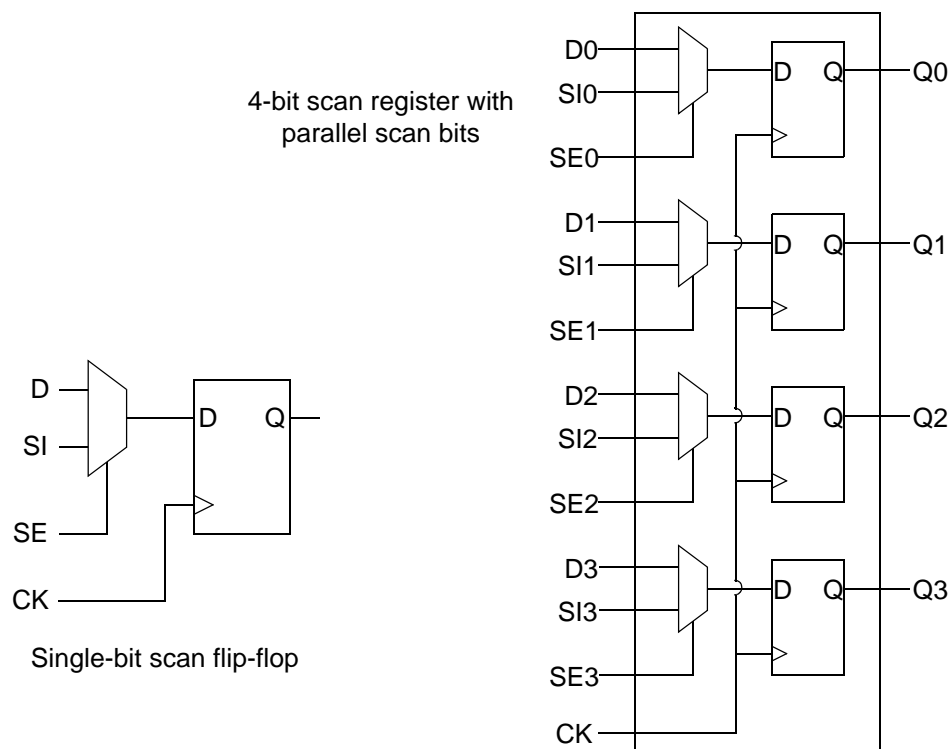 4-bit scan register with
parallel scan bits
D0
SI0
SE0
D Q
Q0
D1
SI1
SE1
D Q
Q1
D2
SI2
SE2
D Q
Q2
D3
SI3
SE3
D Q
Q3
CK
D
SI
SE
CK
D Q
Single-bit scan flip-flop